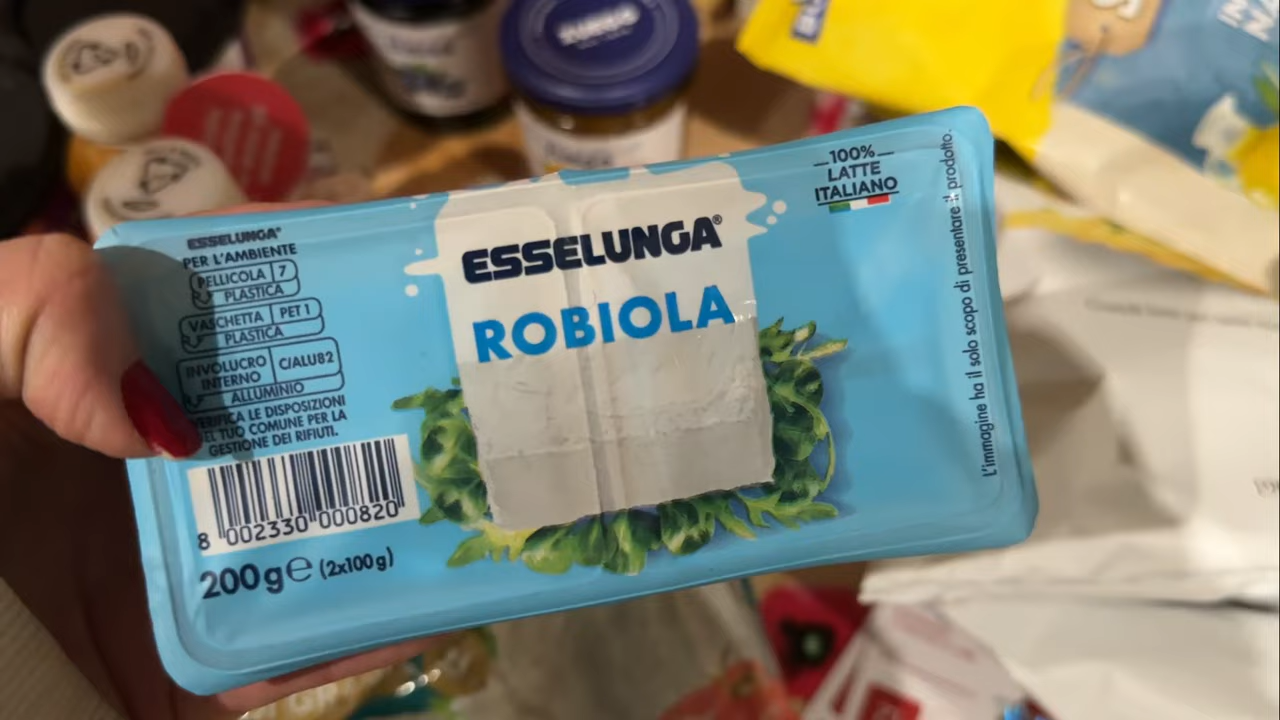 ESSELUNGA®
PER L'AMBIENTE
PELLICOLA 7
PLASTICA
VASCHETTA PET 1
PLASTICA
INVOLUCRO
INTERNO C/ALU82
ALLUMINIO
VERIFICA LE DISPOSIZIONI
DEL TUO COMUNE PER LA
GESTIONE DEI RIFIUTI.
8 002330 000820
200 g e (2x100 g)
ESSELUNGA®
ROBIOLA
100%
LATTE
ITALIANO
L'immagine ha il solo scopo di presentare il prodotto.